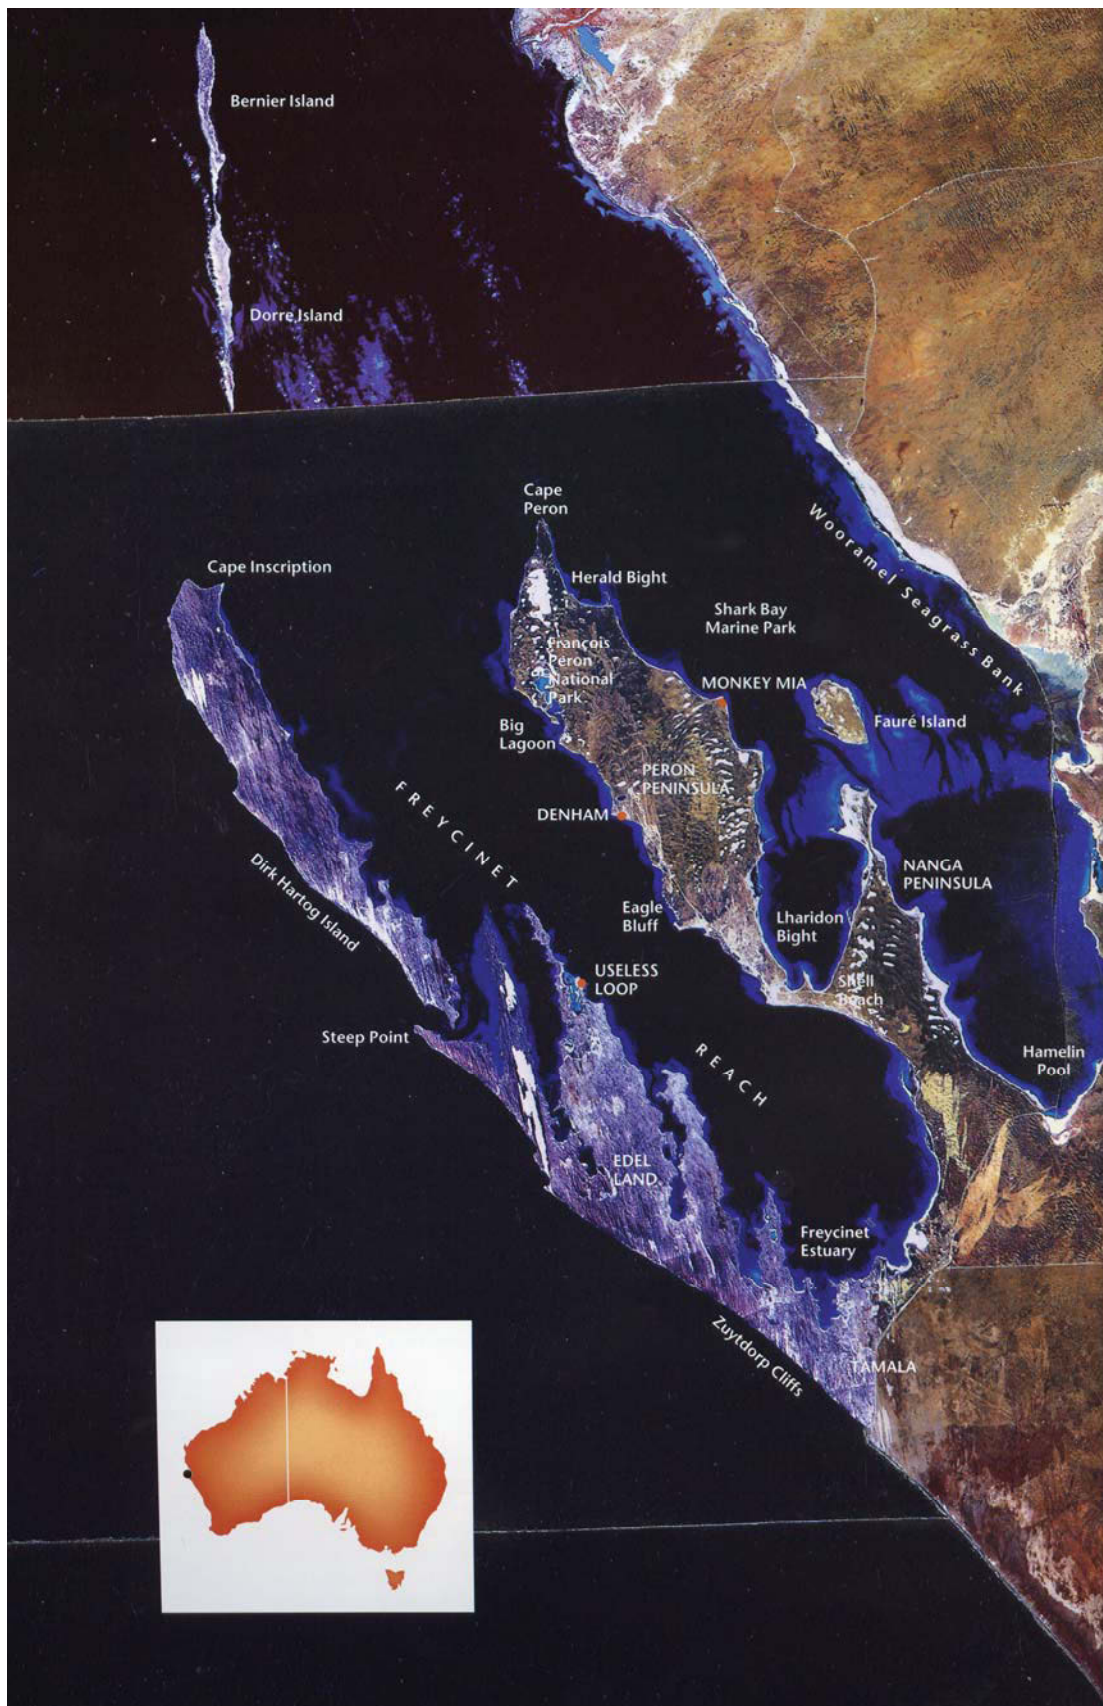 Bernier Island
Dorre Island
Cape
Peron
Cape Inscription
Herald Bight
Shark Bay
Marine Park
Wooramel Seagrass Bank
François
Peron
National
Park
MONKEY MIA
Fauré Island
Big
Lagoon
PERON
PENINSULA
FREYCINET
DENHAM
NANGA
PENINSULA
Dirk Hartog Island
Eagle
Bluff
Lharidon
Bight
USELESS
LOOP
Shell
Beach
Steep Point
REACH
Hamelin
Pool
EDEL
LAND
Freycinet
Estuary
Zuytdorp Cliffs
TAMALA